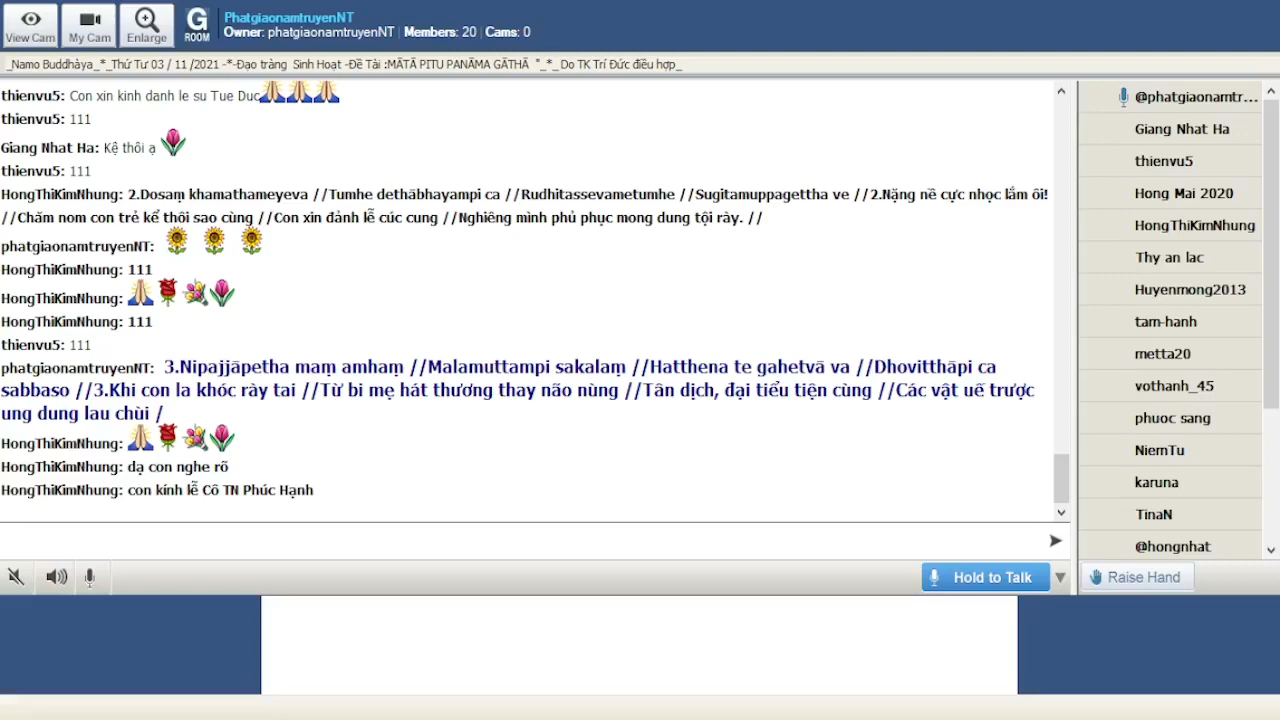 View Cam
My Cam
Enlarge
G
ROOM
PhatgiaonamtruyenNT
Owner: phatgiaonamtruyenNT | Members: 20 | Cams: 0
_Namo Buddhàya_*_Thứ Tư 03 / 11 /2021 -*-Đạo tràng  Sinh Hoạt -Đề Tài :MĀTĀ PITU PANĀMA GĀTHĀ  "_*_ Do TK Trí Đức điều hợp_
thienvu5: Con xin kinh danh le su Tue Duc
thienvu5: 111
Giang Nhat Ha: Kệ thôi ạ
thienvu5: 111
HongThiKimNhung: 2.Dosaṃ khamathameyeva //Tumhe dethābhayampi ca //Rudhitassevametumhe //Sugitamuppagettha ve //2.Nặng nề cực nhọc lắm ôi!
//Chăm nom con trẻ kể thôi sao cùng //Con xin đảnh lễ cúc cung //Nghiêng mình phủ phục mong dung tội rày. //
phatgiaonamtruyenNT:
HongThiKimNhung: 111
HongThiKimNhung:
HongThiKimNhung: 111
thienvu5: 111
phatgiaonamtruyenNT: 3.Nipajjāpetha maṃ amhaṃ //Malamuttampi sakalaṃ //Hatthena te gahetvā va //Dhovitthāpi ca
sabbaso //3.Khi con la khóc rày tai //Từ bi mẹ hát thương thay não nùng //Tân dịch, đại tiểu tiện cùng //Các vật uế trược
ung dung lau chùi /
HongThiKimNhung:
HongThiKimNhung: dạ con nghe rõ
HongThiKimNhung: con kính lễ Cô TN Phúc Hạnh
Hold to Talk
@phatgiaonamtr...
Giang Nhat Ha
thienvu5
Hong Mai 2020
HongThiKimNhung
Thy an lac
Huyenmong2013
tam-hanh
metta20
vothanh_45
phuoc sang
NiemTu
karuna
TinaN
@hongnhat
Raise Hand